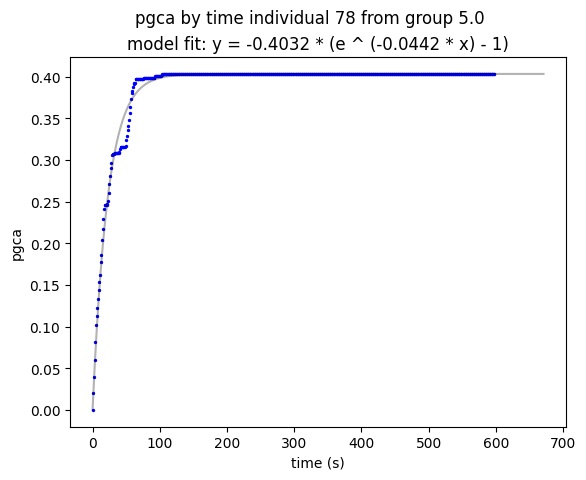 pgca by time individual 78 from group 5.0
model fit: y = -0.4032 * (e ^ (-0.0442 * x) - 1)
0.40
0.35
0.30
0.25
0.20
0.15
0.10
0.05
0.00
pgca
0 100 200 300 400 500 600 700
time (s)